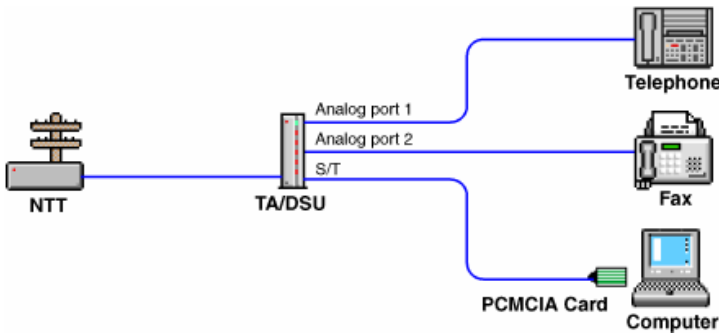 Telephone
Analog port 1
Analog port 2
S/T
NTT
TA/DSU
Fax
PCMCIA Card
Computer